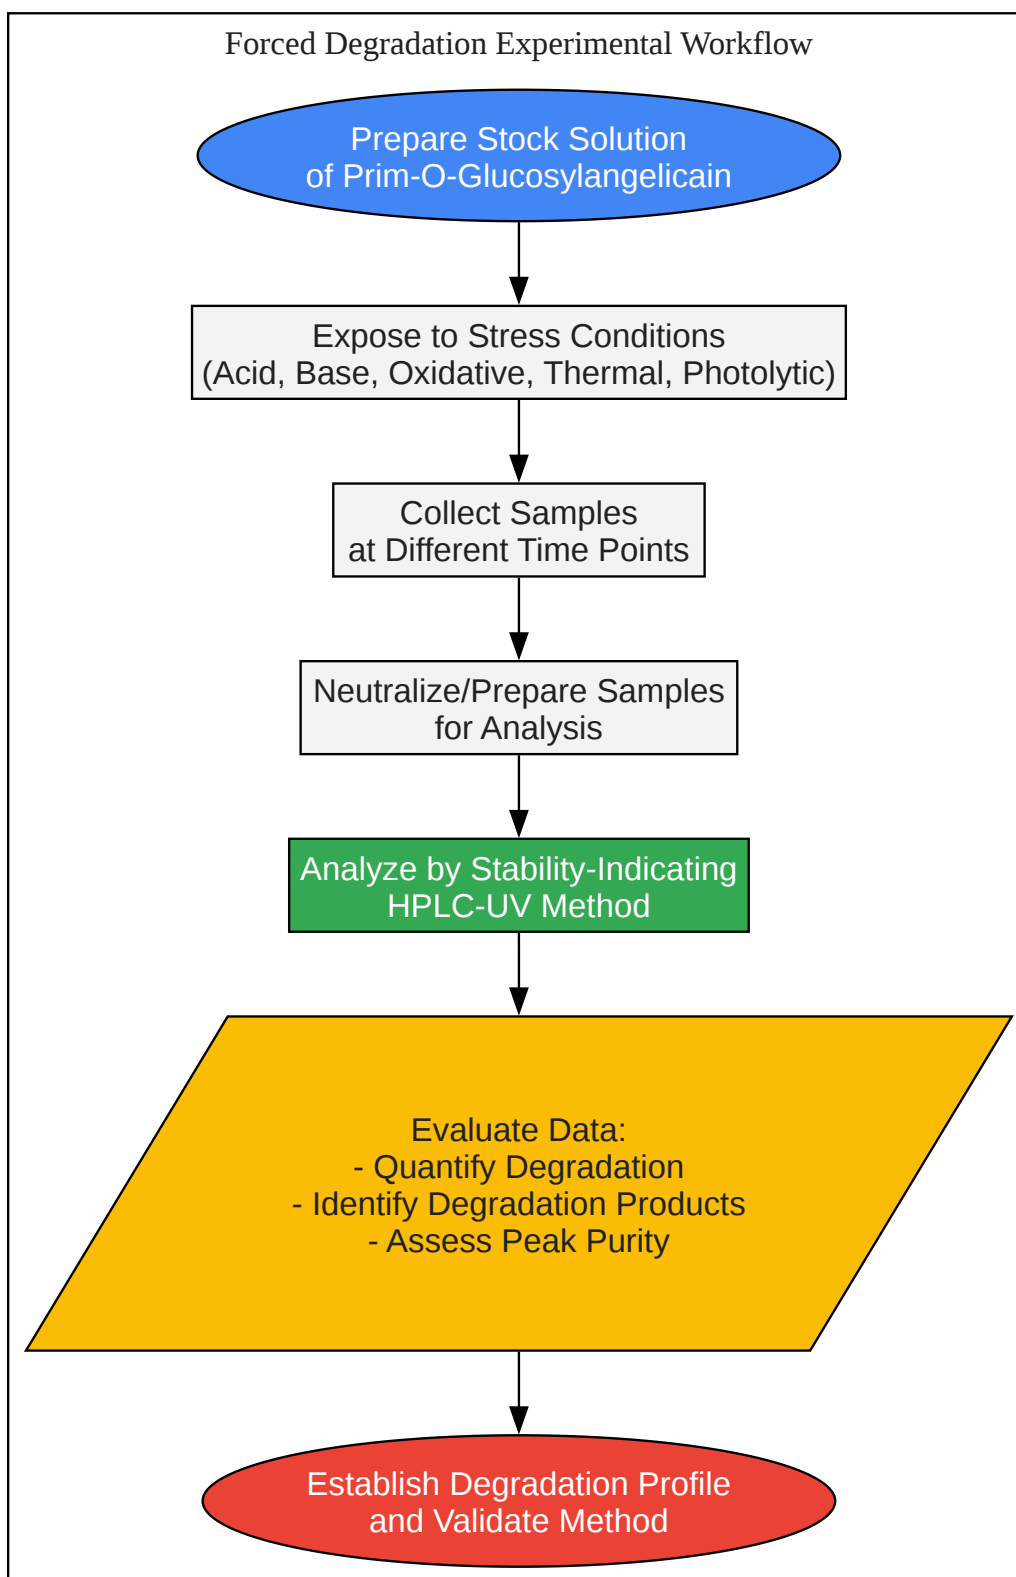 Forced Degradation Experimental Workflow
Prepare Stock Solution
of Prim-O-Glucosylangelicain
Expose to Stress Conditions
(Acid, Base, Oxidative, Thermal, Photolytic)
Collect Samples
at Different Time Points
Neutralize/Prepare Samples
for Analysis
Analyze by Stability-Indicating
HPLC-UV Method
Evaluate Data:
- Quantify Degradation
- Identify Degradation Products
- Assess Peak Purity
Establish Degradation Profile
and Validate Method